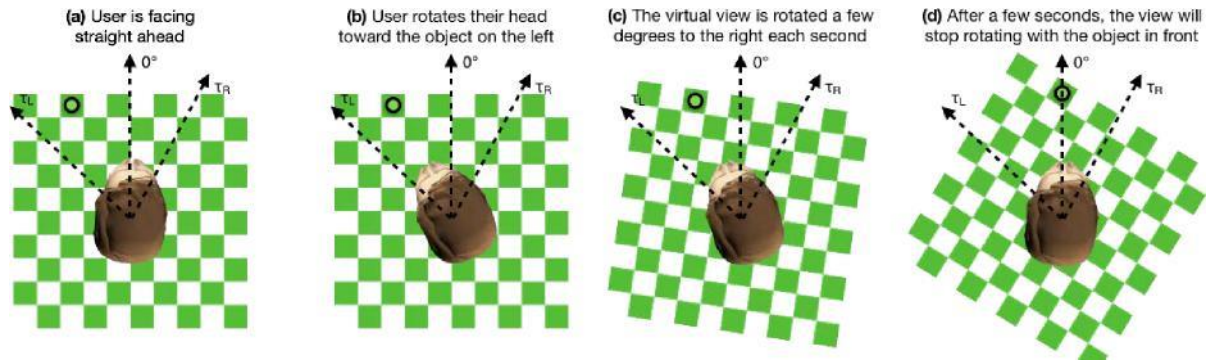 (a) User is facing
straight ahead
(b) User rotates their head
toward the object on the left
(c) The virtual view is rotated a few
degrees to the right each second
(d) After a few seconds, the view will
stop rotating with the object in front
0°
τL
τR
0°
τL
τR
0°
τL
τR
0°
τL
τR